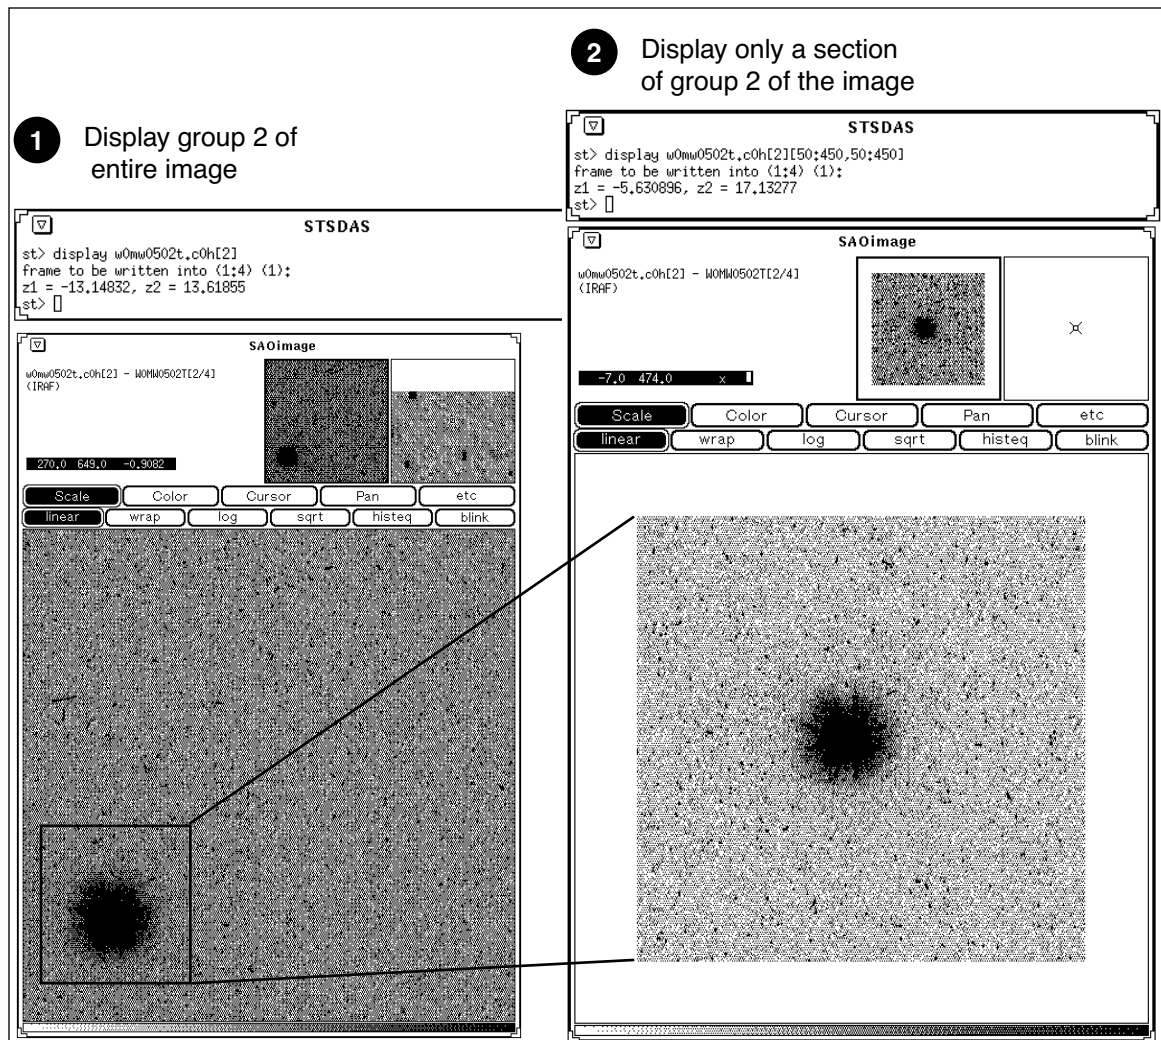 1 Display group 2 of
entire image
STSDAS
st> display w0mw0502t.c0h[2]
frame to be written into (1:4) (1):
z1 = -13.14832, z2 = 13.61855
st>
SAOimage
w0mw0502t.c0h[2] - W0MW0502T[2/4]
(IRAF)
270.0 649.0 -0.9082
Scale Color Cursor Pan etc
linear wrap log sqrt histeq blink
2 Display only a section
of group 2 of the image
STSDAS
st> display w0mw0502t.c0h[2][50:450,50:450]
frame to be written into (1:4) (1):
z1 = -5.630896, z2 = 17.13277
st>
SAOimage
w0mw0502t.c0h[2] - W0MW0502T[2/4]
(IRAF)
-7.0 474.0 x
Scale Color Cursor Pan etc
linear wrap log sqrt histeq blink